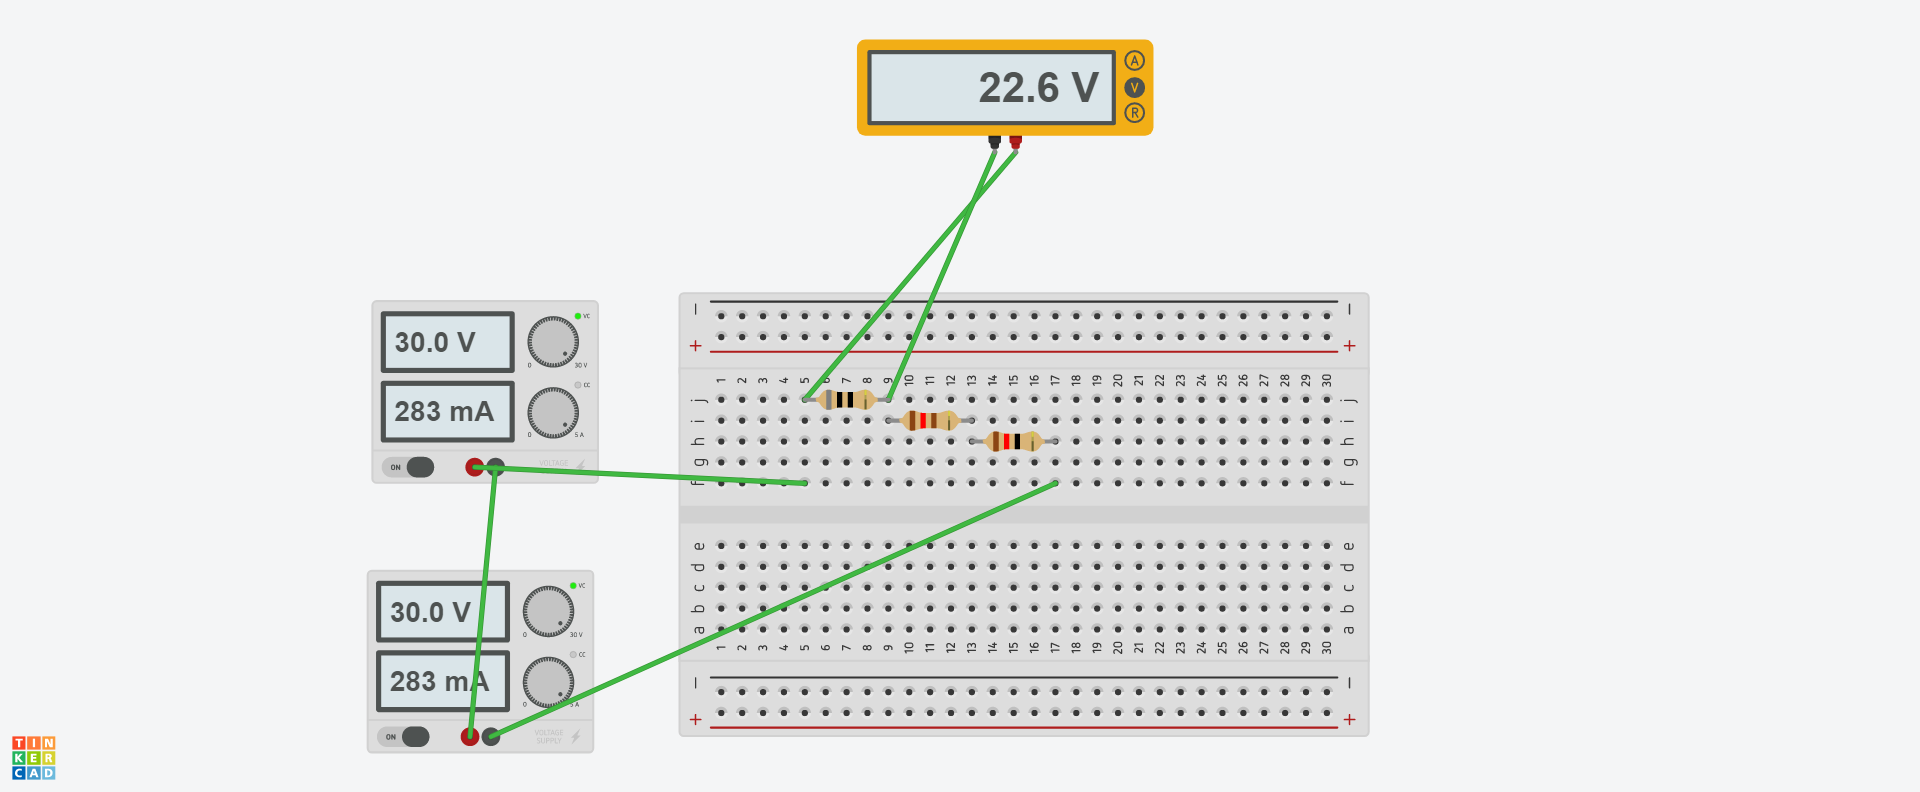 22.6 V
A
V
R
30.0 V
VC
0 30 V
283 mA
CC
0 5 A
ON
VOLTAGE
30.0 V
VC
0 30 V
283 mA
CC
0 5 A
ON
VOLTAGE
SUPPLY
− −
+ +
1 2 3 4 5 6 7 8 9 10 11 12 13 14 15 16 17 18 19 20 21 22 23 24 25 26 27 28 29 30
j j
i i
h h
g g
f f
e e
d d
c c
b b
a a
1 2 3 4 5 6 7 8 9 10 11 12 13 14 15 16 17 18 19 20 21 22 23 24 25 26 27 28 29 30
− −
+ +
TIN
KER
CAD